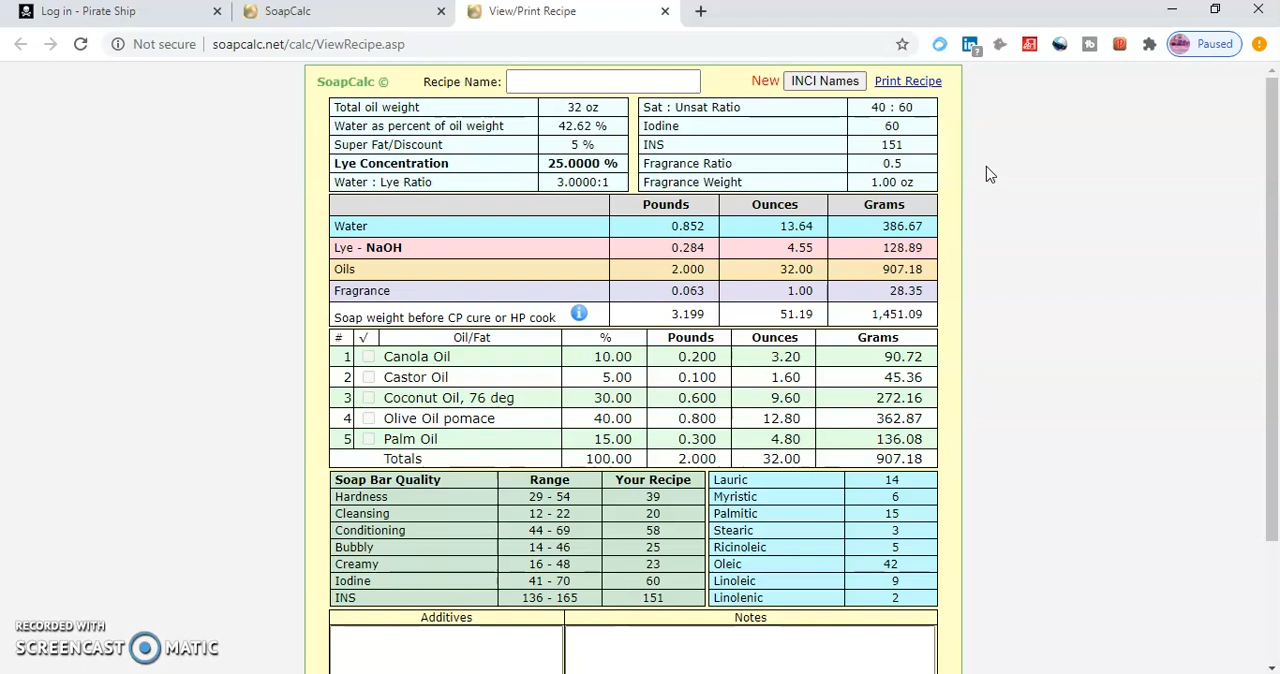 Log in - Pirate Ship
SoapCalc
View/Print Recipe
Not secure soapcalc.net/calc/ViewRecipe.asp
Paused
SoapCalc © Recipe Name: New INCI Names Print Recipe
Total oil weight 32 oz Sat : Unsat Ratio 40 : 60
Water as percent of oil weight 42.62 % Iodine 60
Super Fat/Discount 5 % INS 151
Lye Concentration 25.0000 % Fragrance Ratio 0.5
Water : Lye Ratio 3.0000:1 Fragrance Weight 1.00 oz
Pounds Ounces Grams
Water 0.852 13.64 386.67
Lye - NaOH 0.284 4.55 128.89
Oils 2.000 32.00 907.18
Fragrance 0.063 1.00 28.35
Soap weight before CP cure or HP cook i 3.199 51.19 1,451.09
# √ Oil/Fat % Pounds Ounces Grams
1 Canola Oil 10.00 0.200 3.20 90.72
2 Castor Oil 5.00 0.100 1.60 45.36
3 Coconut Oil, 76 deg 30.00 0.600 9.60 272.16
4 Olive Oil pomace 40.00 0.800 12.80 362.87
5 Palm Oil 15.00 0.300 4.80 136.08
Totals 100.00 2.000 32.00 907.18
Soap Bar Quality Range Your Recipe Lauric 14
Hardness 29 - 54 39 Myristic 6
Cleansing 12 - 22 20 Palmitic 15
Conditioning 44 - 69 58 Stearic 3
Bubbly 14 - 46 25 Ricinoleic 5
Creamy 16 - 48 23 Oleic 42
Iodine 41 - 70 60 Linoleic 9
INS 136 - 165 151 Linolenic 2
Additives Notes
RECORDED WITH
SCREENCAST MATIC